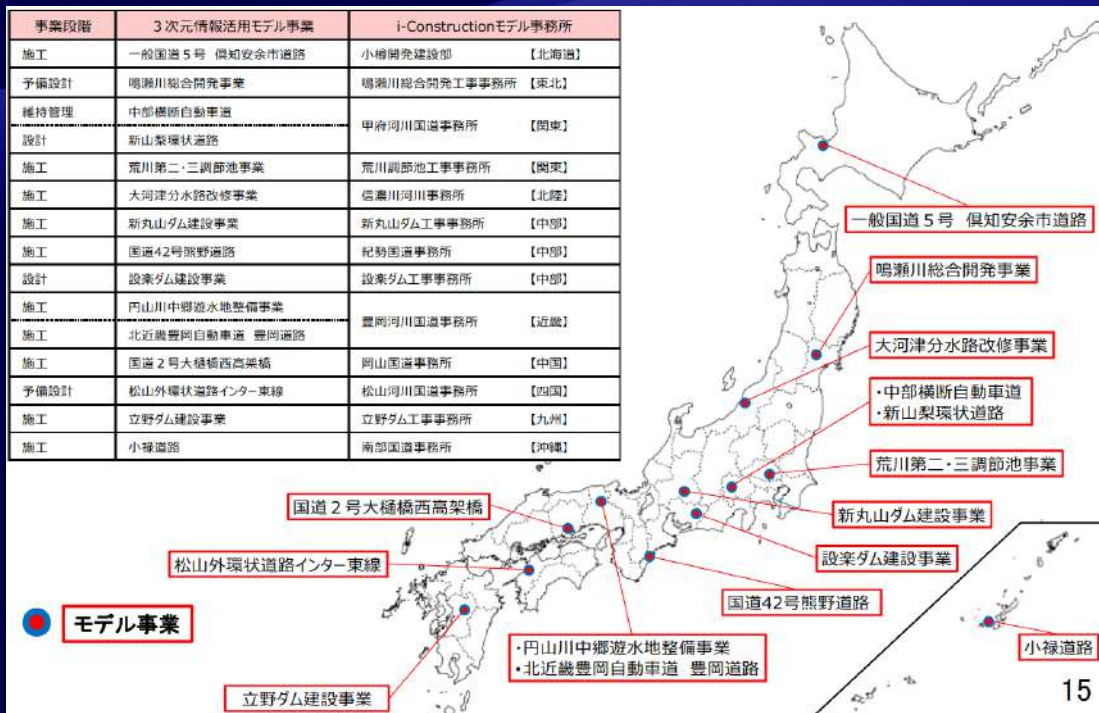 事業段階 3次元情報活用モデル事業 i-Constructionモデル事務所
施工 一般国道5号 倶知安余市道路 小樽開発建設部 【北海道】
予備設計 鳴瀬川総合開発事業 鳴瀬川総合開発工事事務所 【東北】
維持管理 中部横断自動車道
甲府河川国道事務所 【関東】
設計 新山梨環状道路
施工 荒川第二・三調節池事業 荒川調節池工事事務所 【関東】
施工 大河津分水路改修事業 信濃川河川事務所 【北陸】
施工 新丸山ダム建設事業 新丸山ダム工事事務所 【中部】
施工 国道42号熊野道路 紀勢国道事務所 【中部】
設計 設楽ダム建設事業 設楽ダム工事事務所 【中部】
施工 円山川中郷遊水地整備事業
豊岡河川国道事務所 【近畿】
施工 北近畿豊岡自動車道 豊岡道路
施工 国道2号大樋橋西高架橋 岡山国道事務所 【中国】
予備設計 松山外環状道路インター東線 松山河川国道事務所 【四国】
施工 立野ダム建設事業 立野ダム工事事務所 【九州】
施工 小禄道路 南部国道事務所 【沖縄】
一般国道5号 倶知安余市道路
鳴瀬川総合開発事業
大河津分水路改修事業
・中部横断自動車道
・新山梨環状道路
荒川第二・三調節池事業
新丸山ダム建設事業
設楽ダム建設事業
国道42号熊野道路
国道2号大樋橋西高架橋
松山外環状道路インター東線
モデル事業
・円山川中郷遊水地整備事業
・北近畿豊岡自動車道 豊岡道路
立野ダム建設事業
小禄道路
15